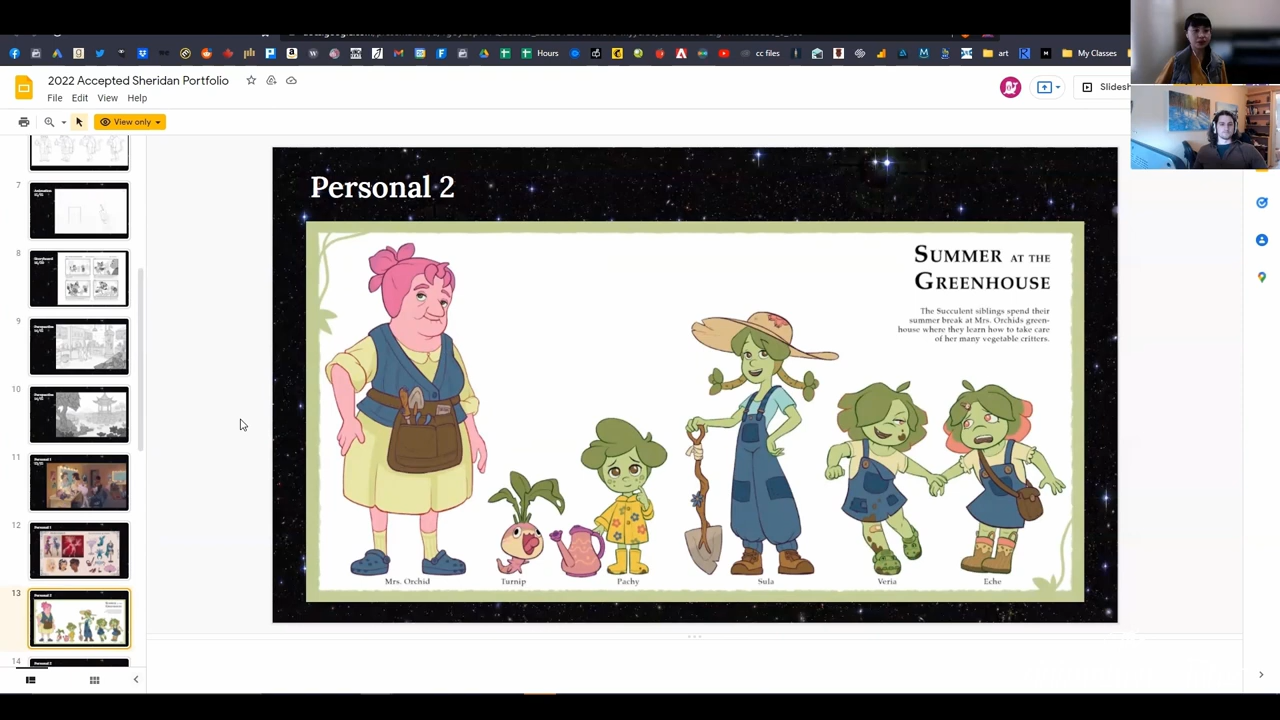 Hours
cc files
art
My Classes
2022 Accepted Sheridan Portfolio
File Edit View Help
Slidesh
View only
7
8
9
10
11
12
13
14
Personal 2
SUMMER AT THE
GREENHOUSE
The Succulent siblings spend their
summer break at Mrs. Orchids green-
house where they learn how to take care
of her many vegetable critters.
Mrs. Orchid Turnip Pachy Sula Veria Eche